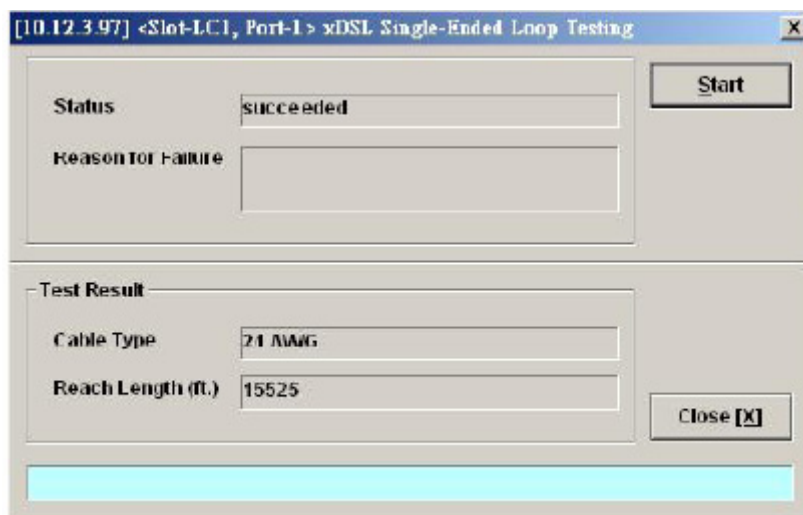 [10.12.3.97] <Slot-LC1, Port-1> xDSL Single-Ended Loop Testing X
Start
Status succeeded
Reason for Failure
Test Result
Cable Type 24 AWG
Reach Length (ft.) 15525
Close [X]